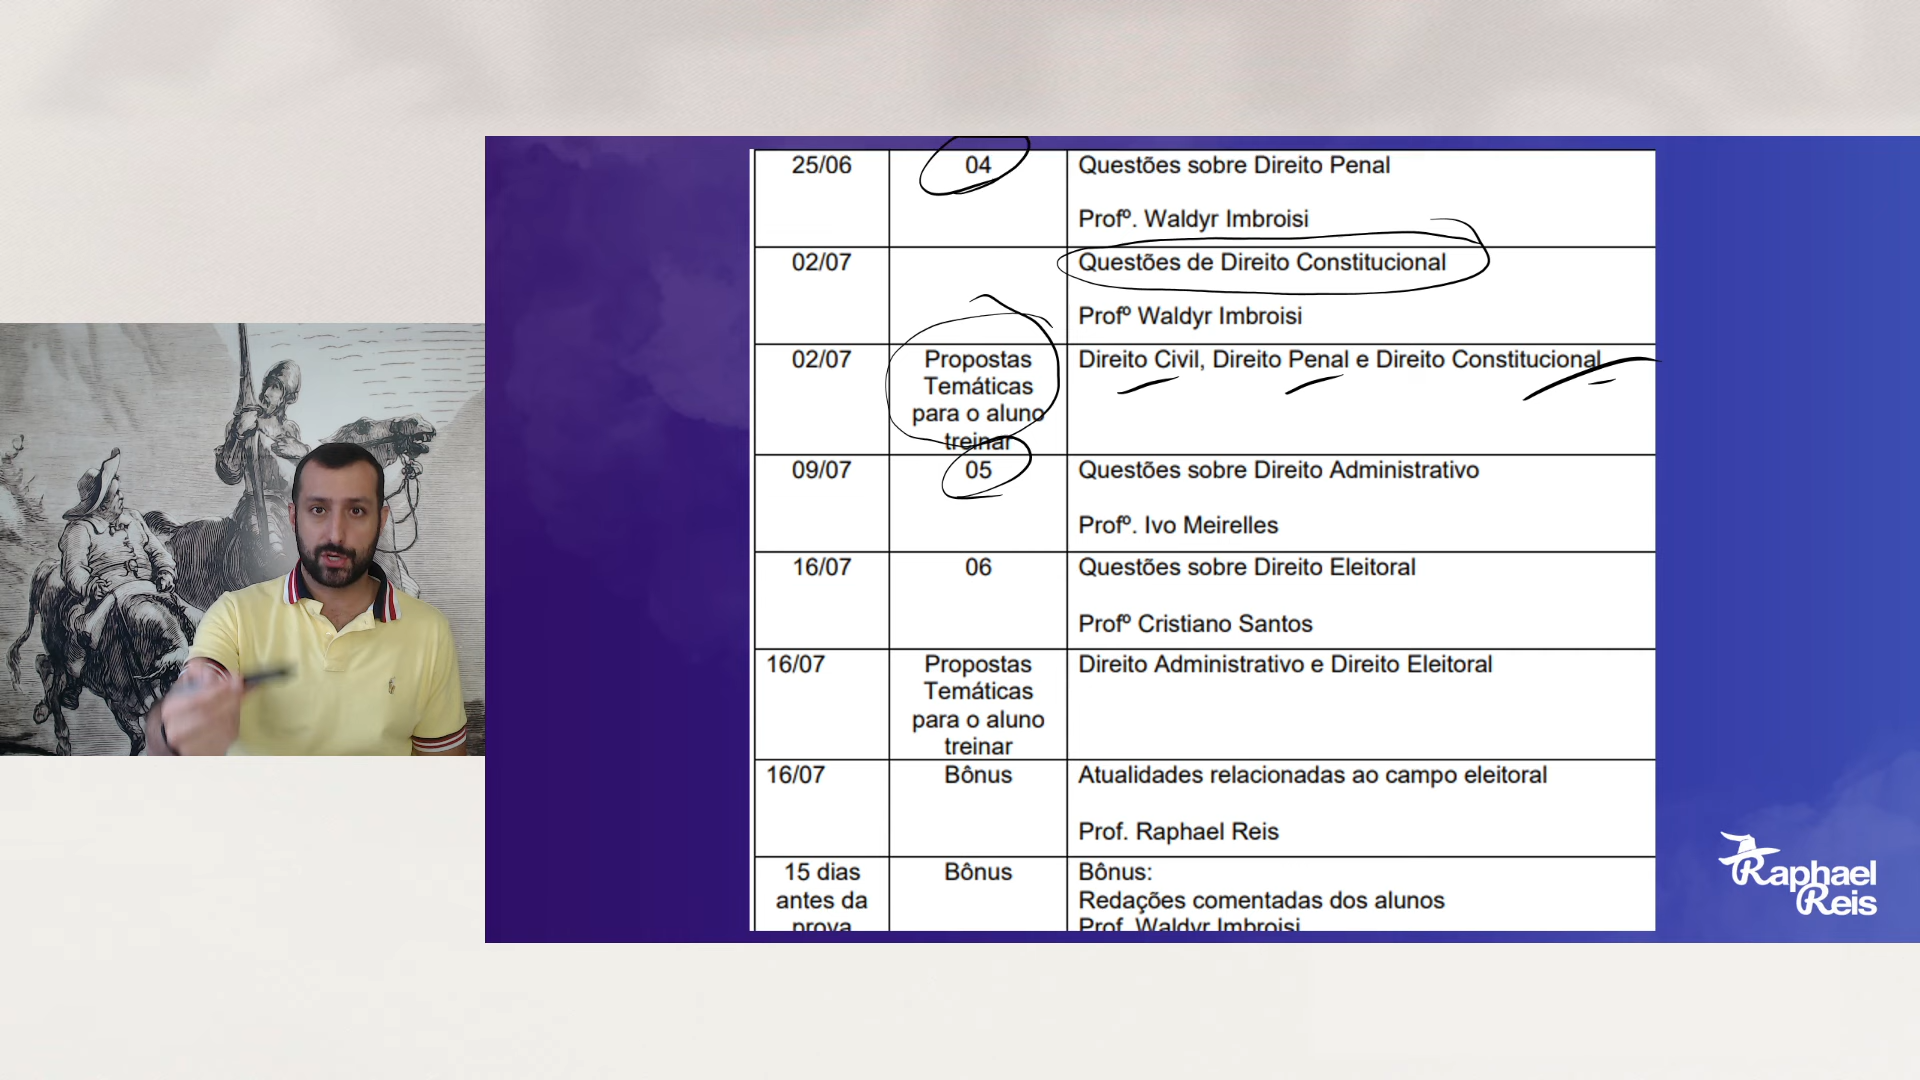 25/06 04 Questões sobre Direito Penal
Profº. Waldyr Imbroisi
02/07 Questões de Direito Constitucional
Profº Waldyr Imbroisi
02/07 Propostas Direito Civil, Direito Penal e Direito Constitucional
Temáticas
para o aluno
treinar
09/07 05 Questões sobre Direito Administrativo
Profº. Ivo Meirelles
16/07 06 Questões sobre Direito Eleitoral
Profº Cristiano Santos
16/07 Propostas Direito Administrativo e Direito Eleitoral
Temáticas
para o aluno
treinar
16/07 Bônus Atualidades relacionadas ao campo eleitoral
Prof. Raphael Reis
15 dias Bônus Bônus:
antes da Redações comentadas dos alunos
prova Prof. Waldyr Imbroisi
Raphael
Reis